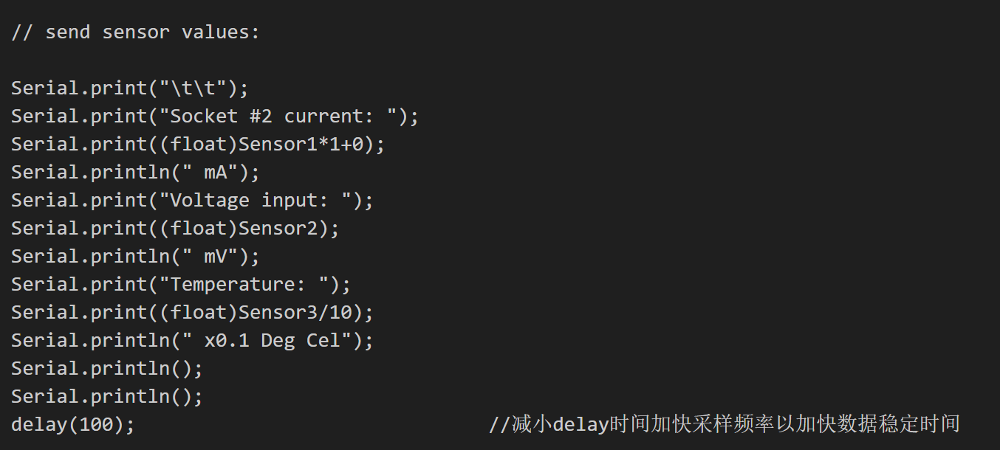 // send sensor values:
Serial.print("\t\t");
Serial.print("Socket #2 current: ");
Serial.print((float)Sensor1*1+0);
Serial.println(" mA");
Serial.print("Voltage input: ");
Serial.print((float)Sensor2);
Serial.println(" mV");
Serial.print("Temperature: ");
Serial.print((float)Sensor3/10);
Serial.println(" x0.1 Deg Cel");
Serial.println();
Serial.println();
delay(100); //减小delay时间加快采样频率以加快数据稳定时间